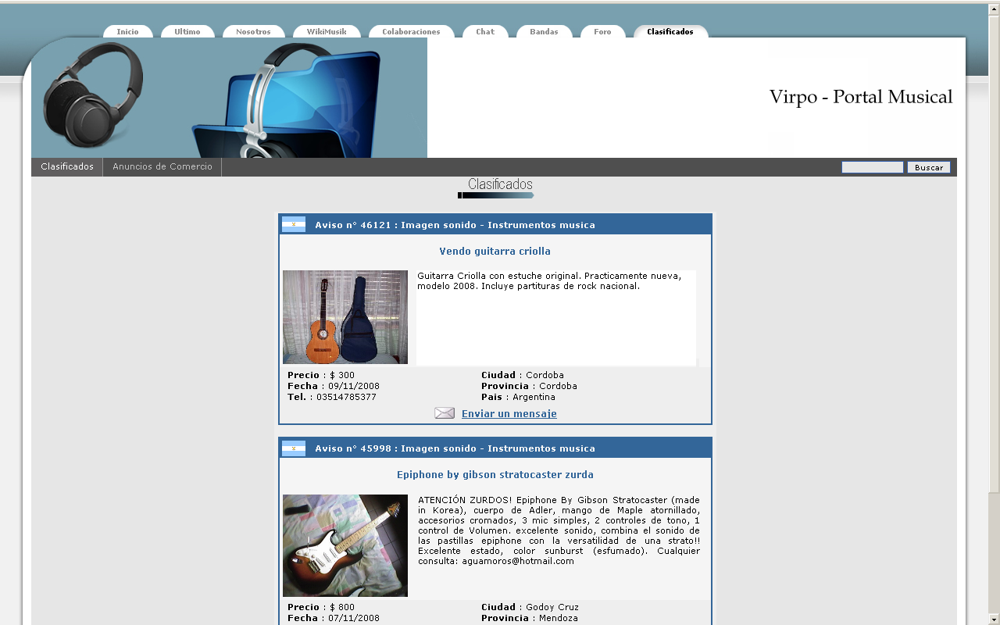 Inicio
Ultimo
Nosotros
WikiMusik
Colaboraciones
Chat
Bandas
Foro
Clasificados
Virpo - Portal Musical
Clasificados
Anuncios de Comercio
Buscar
Clasificados
Aviso n° 46121 : Imagen sonido - Instrumentos musica
Vendo guitarra criolla
Guitarra Criolla con estuche original. Practicamente nueva,
modelo 2008. Incluye partituras de rock nacional.
Precio : $ 300
Ciudad : Cordoba
Fecha : 09/11/2008
Provincia : Cordoba
Tel. : 03514785377
Pais : Argentina
Enviar un mensaje
Aviso n° 45998 : Imagen sonido - Instrumentos musica
Epiphone by gibson stratocaster zurda
ATENCIÓN ZURDOS! Epiphone By Gibson Stratocaster (made
in Korea), cuerpo de Adler, mango de Maple atornillado,
accesorios cromados, 3 mic simples, 2 controles de tono, 1
control de Volumen. excelente sonido, combina el sonido de
las pastillas epiphone con la versatilidad de una strato!!
Excelente estado, color sunburst (esfumado). Cualquier
consulta: aguamoros@hotmail.com
Precio : $ 800
Ciudad : Godoy Cruz
Fecha : 07/11/2008
Provincia : Mendoza